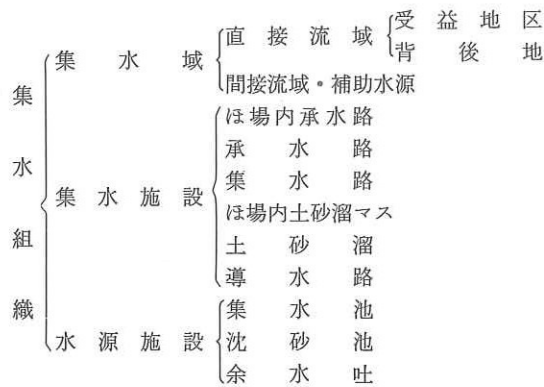 集水組織
集水域
直接流域
受益地区
背後地
間接流域・補助水源
集水施設
ほ場内承水路
承水路
集水路
ほ場内土砂溜マス
土砂溜
導水路
水源施設
集水池
沈砂池
余水吐